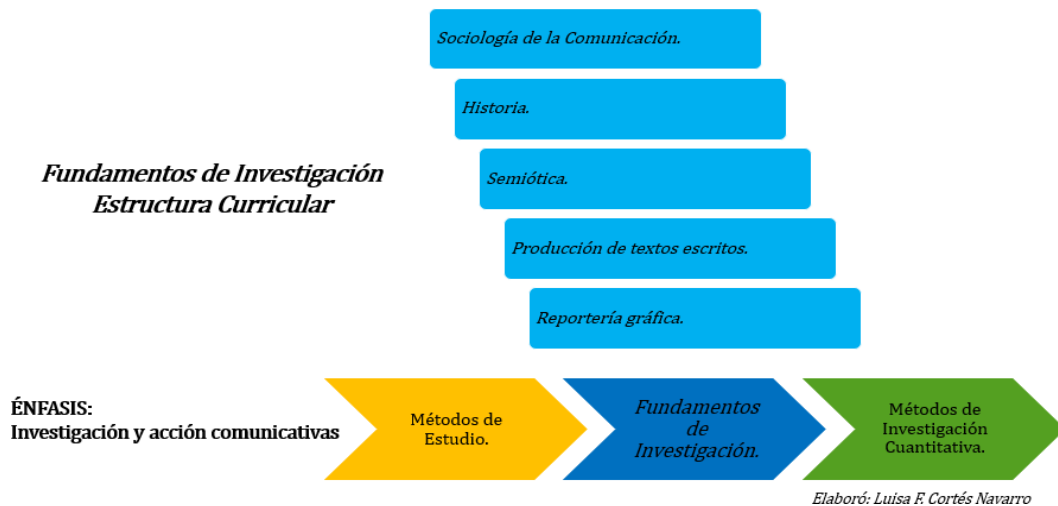 Sociología de la Comunicación.
Historia.
Fundamentos de Investigación
Estructura Curricular
Semiótica.
Producción de textos escritos.
Reportería gráfica.
ÉNFASIS:
Investigación y acción comunicativas
Métodos de
Estudio.
Fundamentos
de
Investigación.
Métodos de
Investigación
Cuantitativa.
Elaboró: Luisa F. Cortés Navarro